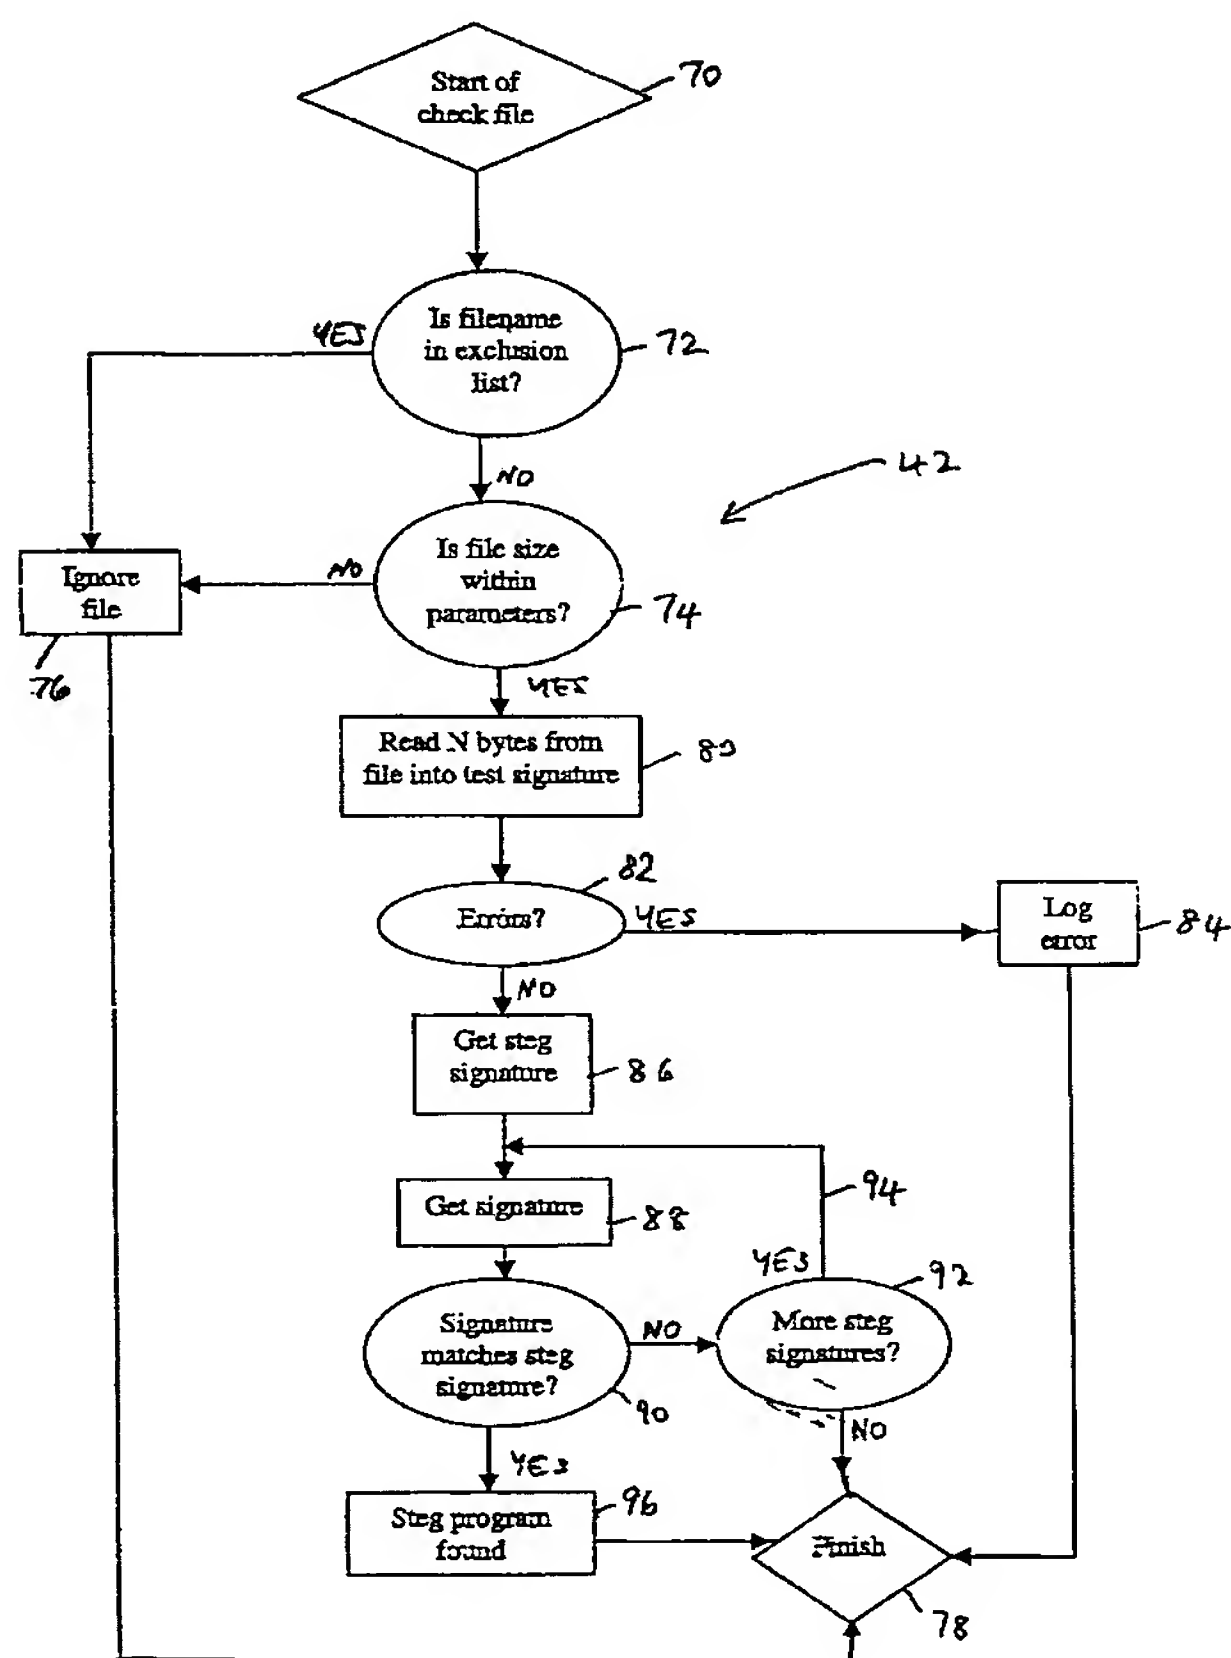 Start of
check file
70
Is filename
in exclusion
list?
72
YES
NO
42
Is file size
within
parameters?
74
NO
Ignore
file
76
YES
Read N bytes from
file into test signature
80
82
Errors?
YES
Log
error
84
NO
Get steg
signature
86
94
Get signature
88
YES
92
Signature
matches steg
signature?
90
NO
More steg
signatures?
NO
YES
96
Steg program
found
Finish
78